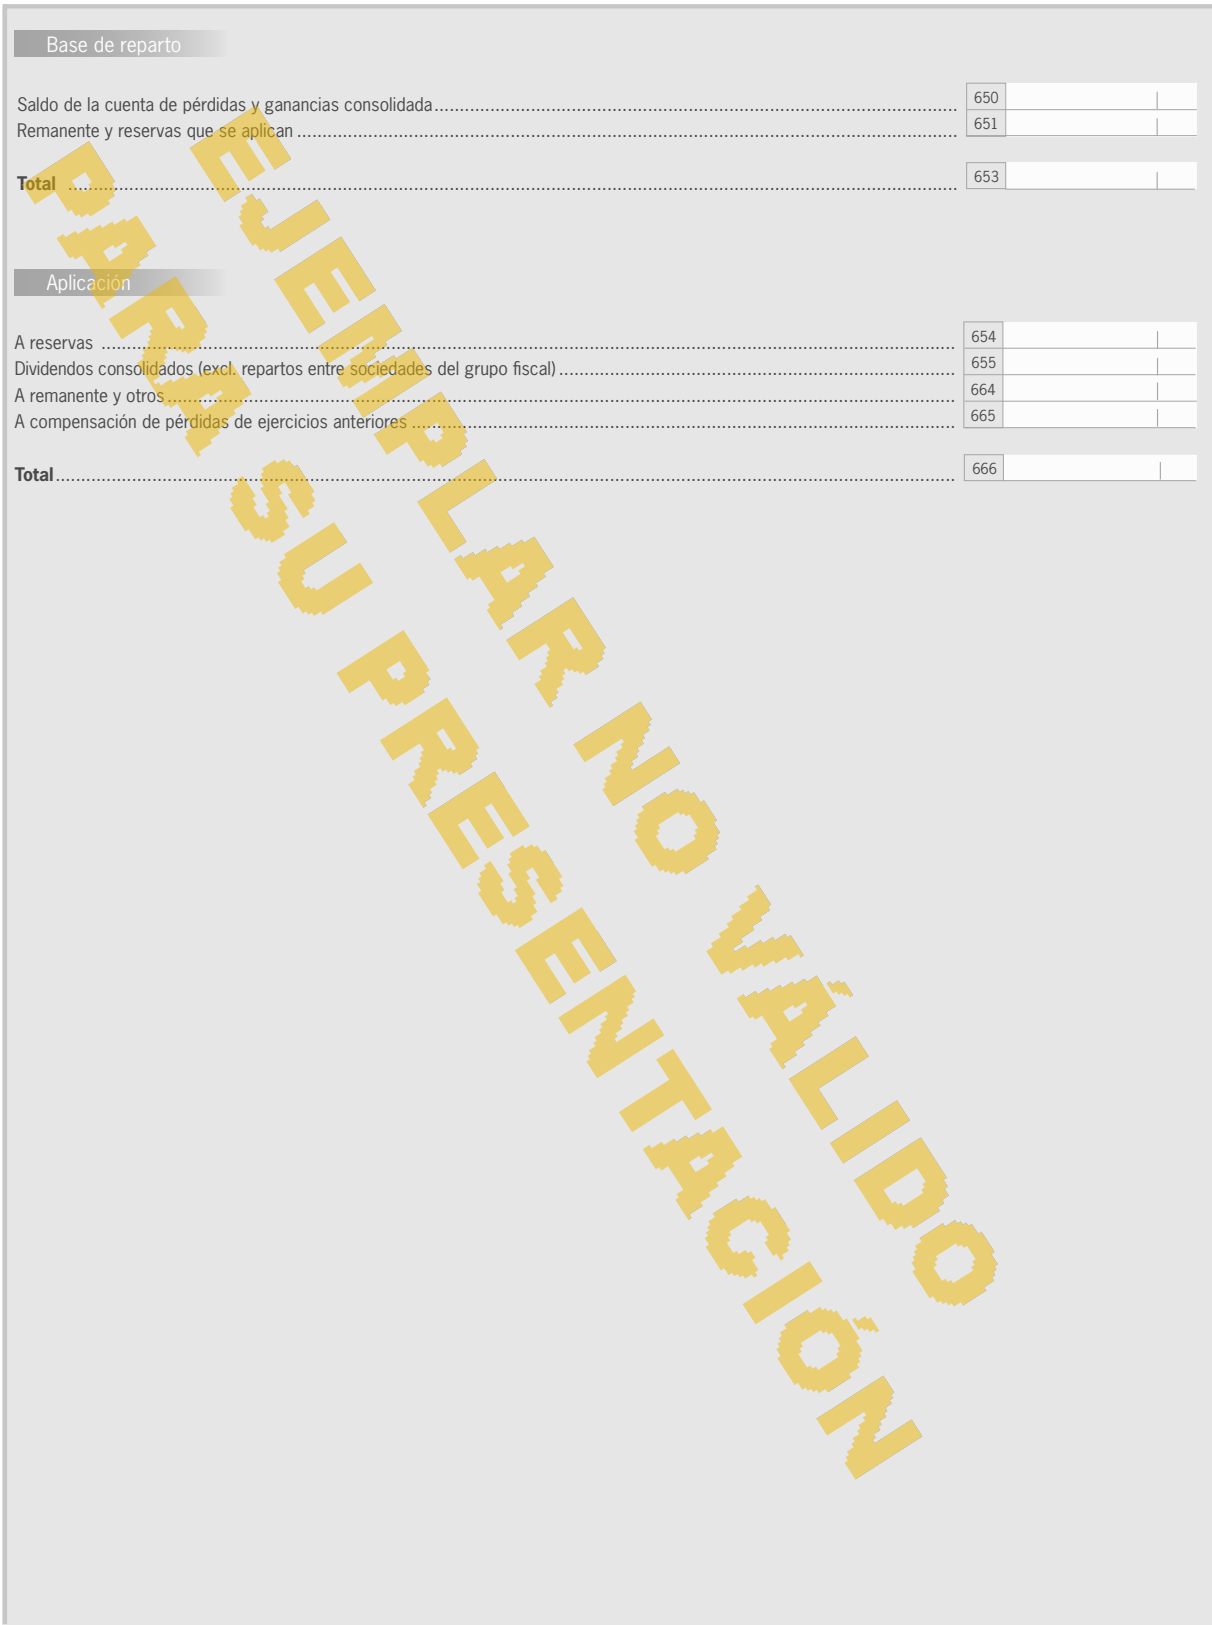 Base de reparto
Saldo de la cuenta de pérdidas y ganancias consolidada 650
Remanente y reservas que se aplican 651
Total 653
Aplicación
A reservas 654
Dividendos consolidados (excl. repartos entre sociedades del grupo fiscal) 655
A remanente y otros 664
A compensación de pérdidas de ejercicios anteriores 665
Total 666
EJEMPLAR NO VÁLIDO
PARA SU PRESENTACIÓN